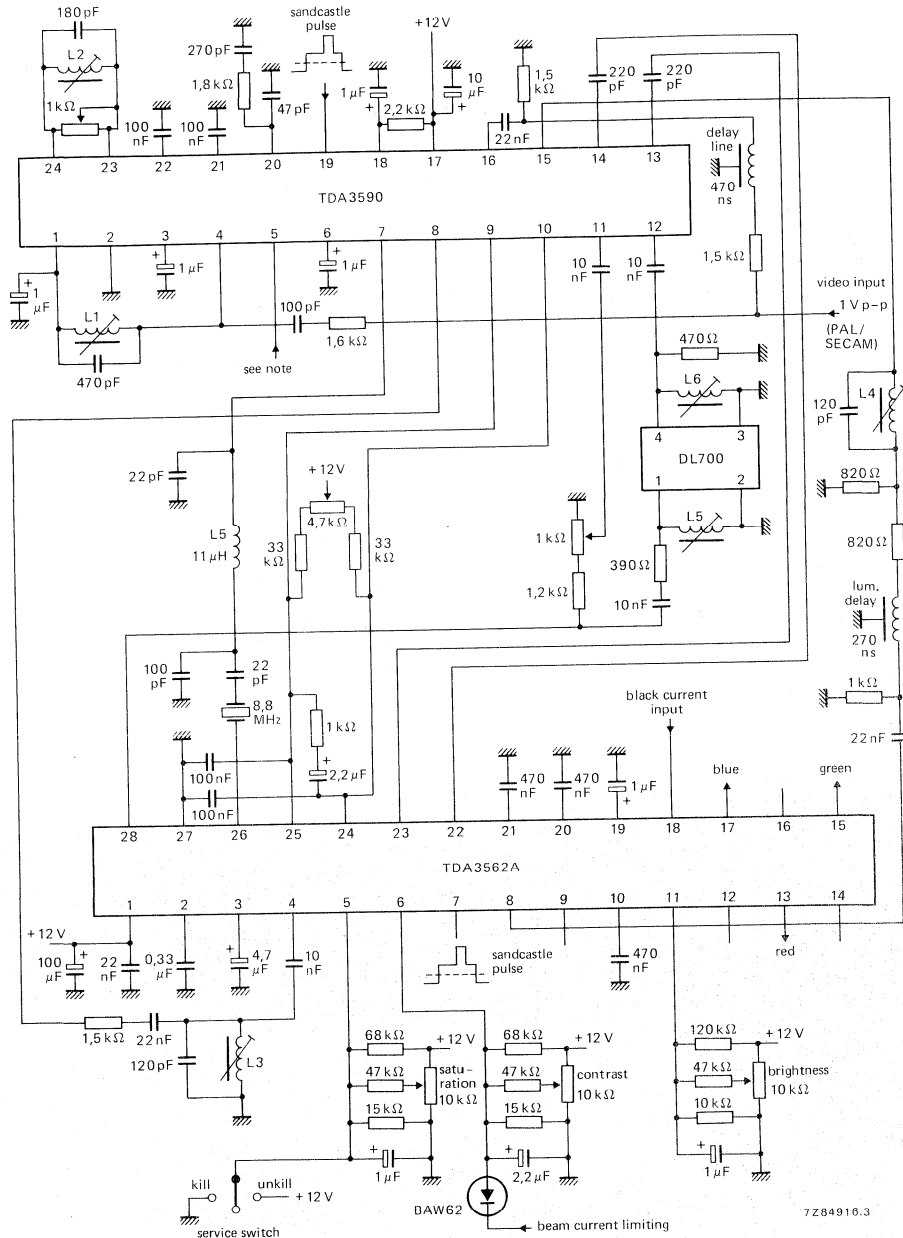 180 pF
L2
1kΩ
24
23
100 nF
22
100 nF
21
270 pF
1,8 kΩ
47 pF
20
sandcastle pulse
19
1 µF
+
18
2,2 kΩ
+12V
17
10 µF
+
1,5 kΩ
22 nF
16
15
220 pF
14
220 pF
13
delay line
470 ns
TDA3590
1
2
3
4
5
6
7
8
9
10
11
12
+
1 µF
+
1 µF
+
1 µF
10 nF
10 nF
1,5 kΩ
L1
470 pF
100 pF
1,6 kΩ
see note
video input
1 V p-p
(PAL/
SECAM)
470 Ω
L6
4
3
DL700
1
2
L5
390 Ω
10 nF
120 pF
L4
820 Ω
820 Ω
lum. delay
270 ns
1 kΩ
22 nF
22 pF
L5
11 µH
+12 V
4,7 kΩ
33 kΩ
33 kΩ
1 kΩ
1,2 kΩ
100 pF
22 pF
8,8 MHz
1 kΩ
+
2,2 µF
100 nF
100 nF
black current input
470 nF
470 nF
1 µF
+
blue
green
28
27
26
25
24
23
22
21
20
19
18
17
16
15
TDA3562A
1
2
3
4
5
6
7
8
9
10
11
12
13
14
+12 V
100 µF
+
22 nF
0,33 µF
+
4,7 µF
10 nF
sandcastle pulse
470 nF
red
1,5 kΩ
22 nF
120 pF
L3
68 kΩ
+12 V
47 kΩ
satu-
ration
10 kΩ
15 kΩ
+
1 µF
68 kΩ
+12 V
47 kΩ
contrast
10 kΩ
15 kΩ
+
2,2 µF
120 kΩ
+12 V
47 kΩ
brightness
10 kΩ
10 kΩ
+
1 µF
kill
unkill
+12 V
service switch
BAW62
beam current limiting
7Z84916.3